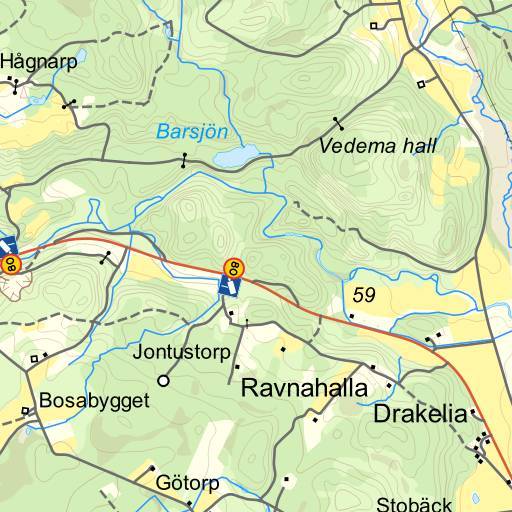 Hågnarp
Barsjön
Vedema hall
80
80
59
Jontustorp
Ravnahalla
Bosabygget
Drakelia
Götorp
Stobäck